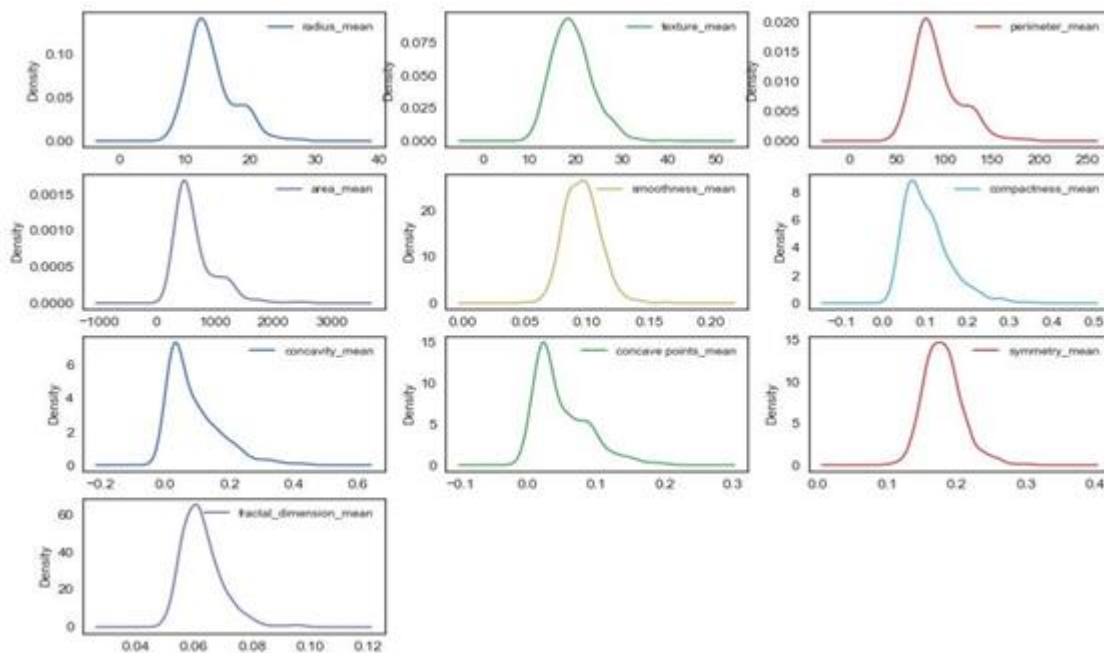 radius_mean
0.10
0.05
0.00
Density
0 10 20 30 40
texture_mean
0.075
0.050
0.025
0.000
Density
0 10 20 30 40 50
perimeter_mean
0.020
0.015
0.010
0.005
0.000
Density
0 50 100 150 200 250
area_mean
0.0015
0.0010
0.0005
0.0000
Density
−1000 0 1000 2000 3000
smoothness_mean
20
10
0
Density
0.00 0.05 0.10 0.15 0.20
compactness_mean
8
6
4
2
0
Density
−0.1 0.0 0.1 0.2 0.3 0.4 0.5
concavity_mean
6
4
2
0
Density
−0.2 0.0 0.2 0.4 0.6
concave points_mean
15
10
5
0
Density
−0.1 0.0 0.1 0.2 0.3
symmetry_mean
15
10
5
0
Density
0.0 0.1 0.2 0.3 0.4
fractal_dimension_mean
60
40
20
0
Density
0.04 0.06 0.08 0.10 0.12